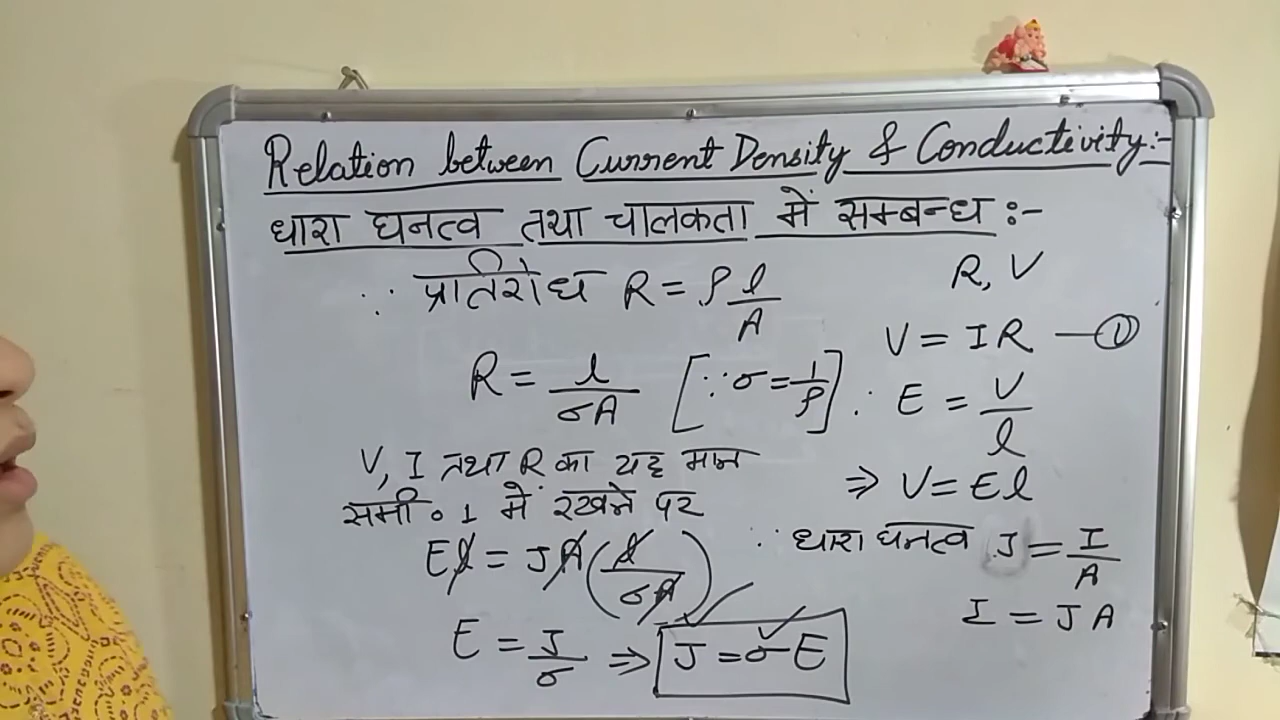 Relation between Current Density & Conductivity:-
धारा घनत्व तथा चालकता में सम्बन्ध :-
∵ प्रतिरोध R = ρ l/A
R = l/σA [∵ σ = 1/ρ]
V, I तथा R का यह मान
समी० 1 में रखने पर
El = JA (l/σA)
E = J/σ ⇒ J = σE
R, V
V = IR — ①
∴ E = V/l
⇒ V = El
∵ धारा घनत्व J = I/A
I = JA